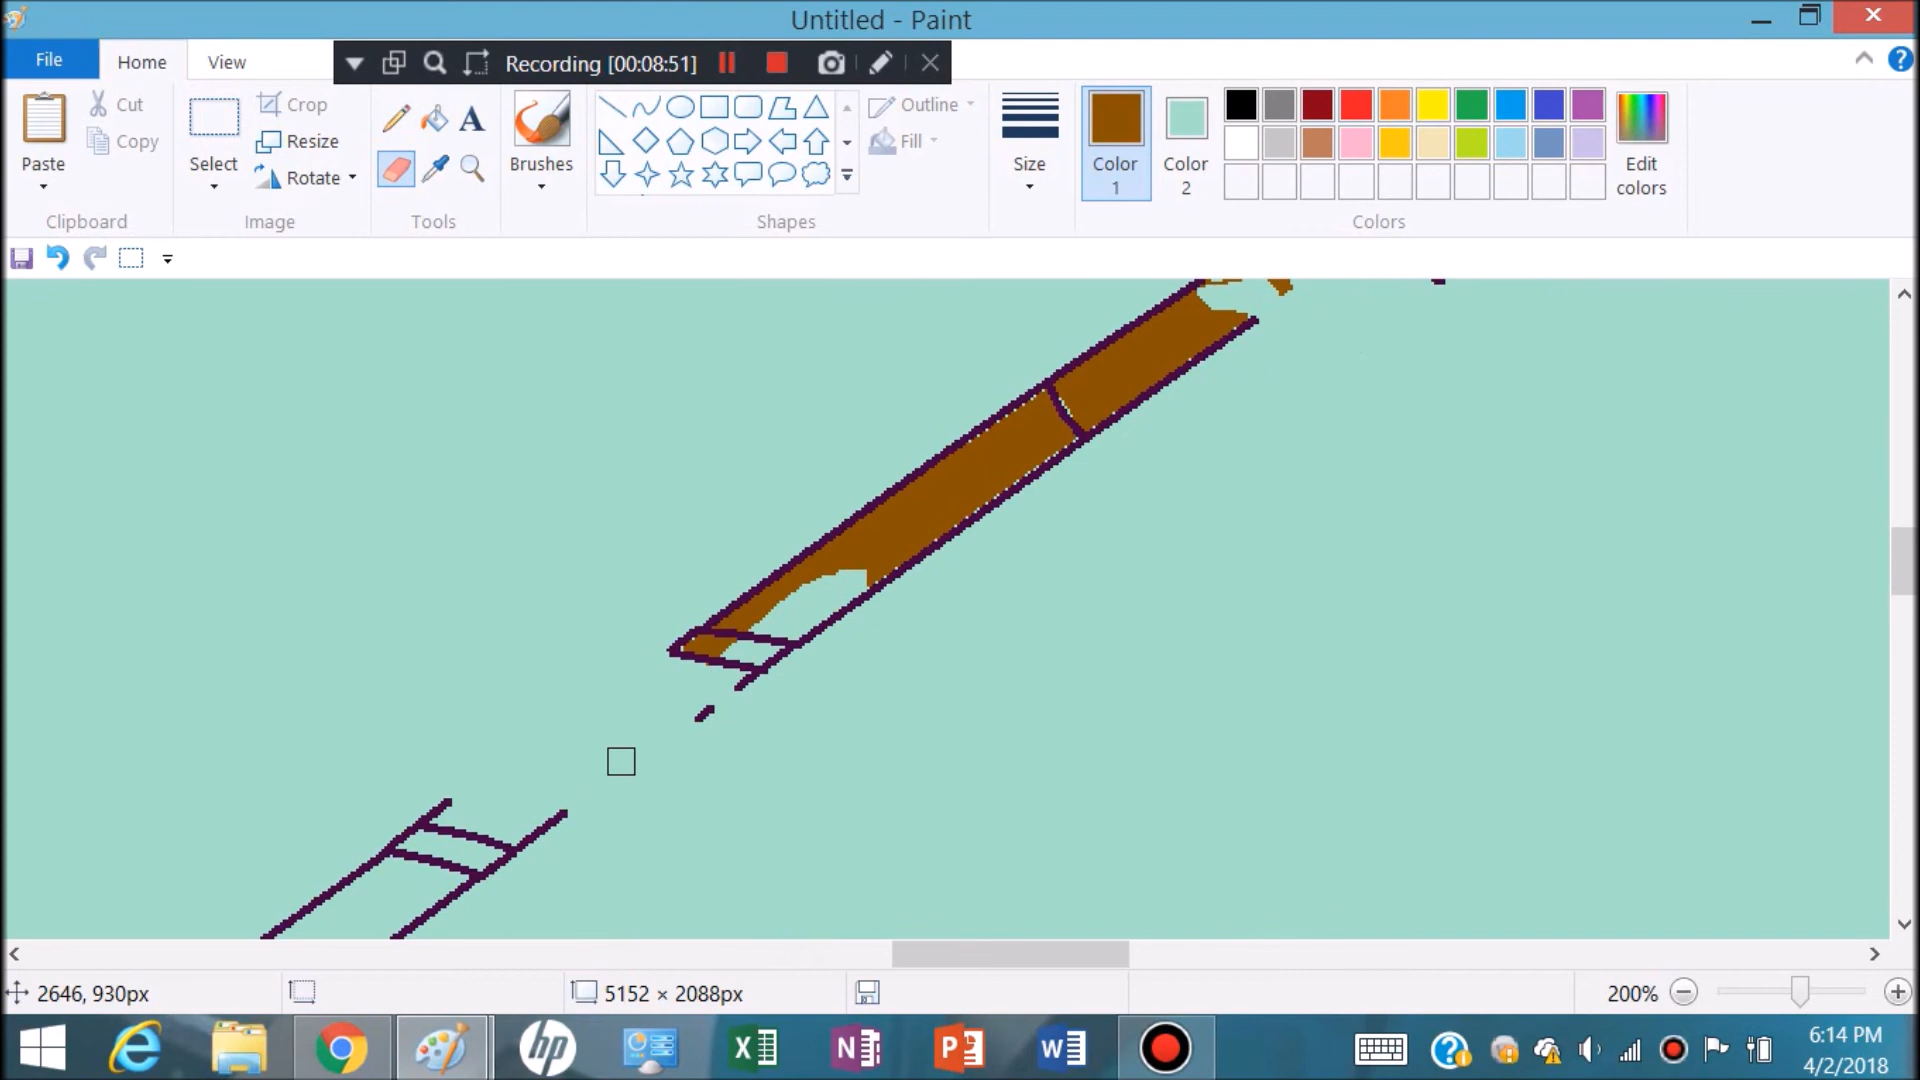 Untitled - Paint
File
Home
View
Recording [00:08:51]
Paste
Cut
Copy
Clipboard
Select
Crop
Resize
Rotate
Image
A
Tools
Brushes
Outline
Fill
Shapes
Size
Color
1
Color
2
Edit
colors
Colors
2646, 930px
5152 × 2088px
200%
6:14 PM
4/2/2018